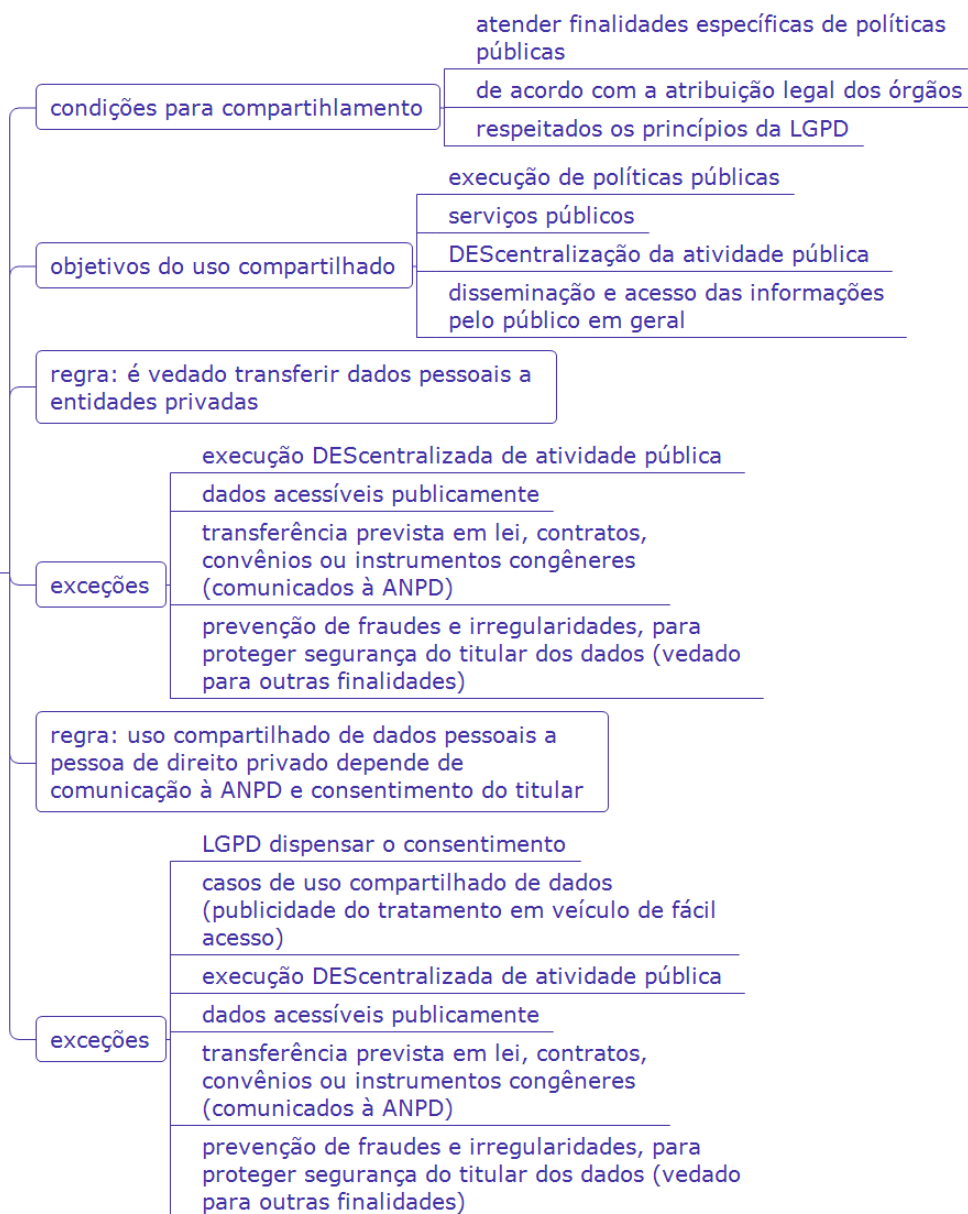 atender finalidades específicas de políticas
públicas
condições para compartihlamento
de acordo com a atribuição legal dos órgãos
respeitados os princípios da LGPD
execução de políticas públicas
serviços públicos
objetivos do uso compartilhado
DEScentralização da atividade pública
disseminação e acesso das informações
pelo público em geral
regra: é vedado transferir dados pessoais a
entidades privadas
execução DEScentralizada de atividade pública
dados acessíveis publicamente
exceções
transferência prevista em lei, contratos,
convênios ou instrumentos congêneres
(comunicados à ANPD)
prevenção de fraudes e irregularidades, para
proteger segurança do titular dos dados (vedado
para outras finalidades)
regra: uso compartilhado de dados pessoais a
pessoa de direito privado depende de
comunicação à ANPD e consentimento do titular
LGPD dispensar o consentimento
casos de uso compartilhado de dados
(publicidade do tratamento em veículo de fácil
acesso)
execução DEScentralizada de atividade pública
dados acessíveis publicamente
exceções
transferência prevista em lei, contratos,
convênios ou instrumentos congêneres
(comunicados à ANPD)
prevenção de fraudes e irregularidades, para
proteger segurança do titular dos dados (vedado
para outras finalidades)